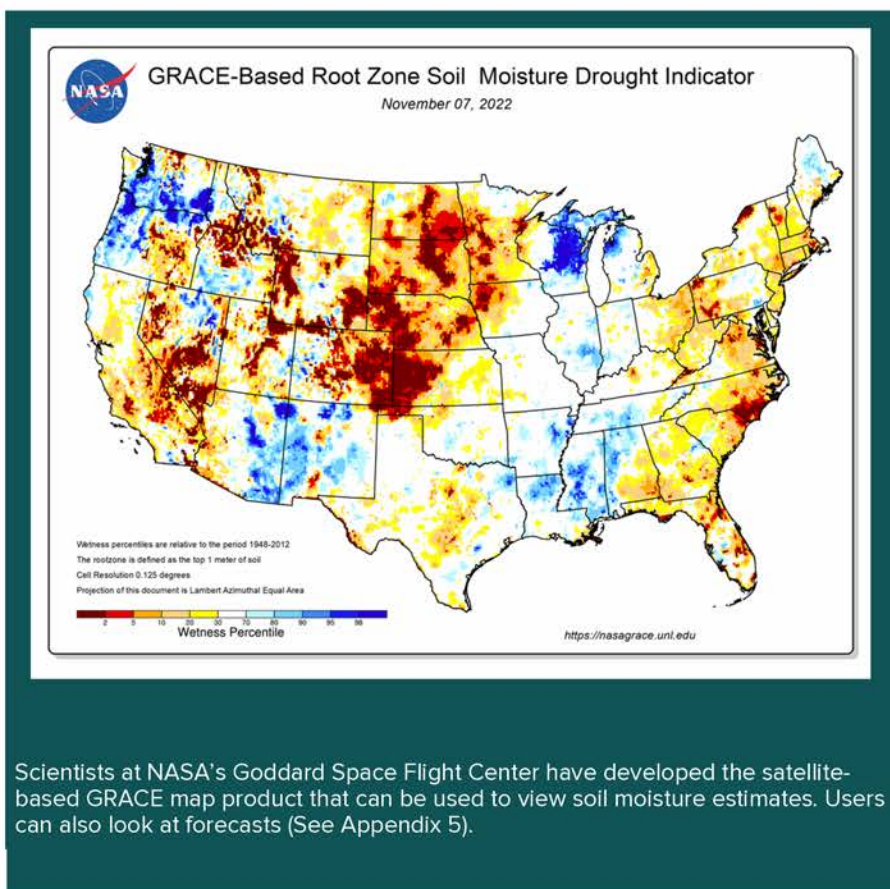 NASA
GRACE-Based Root Zone Soil Moisture Drought Indicator
November 07, 2022
Wetness percentiles are relative to the period 1948-2012
The rootzone is defined as the top 1 meter of soil
Cell Resolution 0.125 degrees
Projection of this document is Lambert Azimuthal Equal Area
2 5 10 20 30 70 80 90 95 98
Wetness Percentile
https://nasagrace.unl.edu
Scientists at NASA's Goddard Space Flight Center have developed the satellite-
based GRACE map product that can be used to view soil moisture estimates. Users
can also look at forecasts (See Appendix 5).